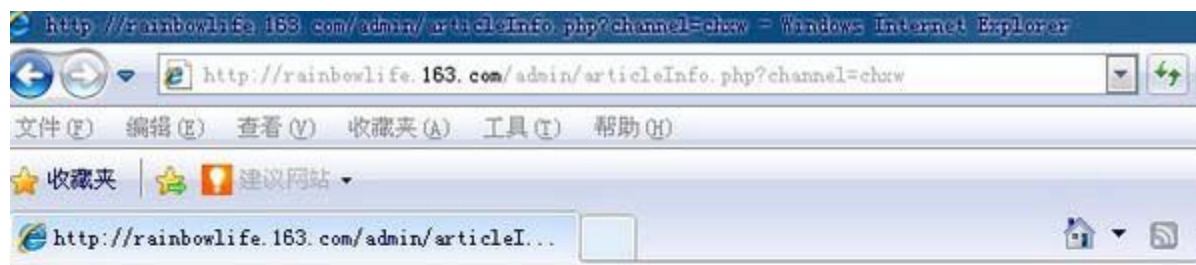 http //rainbowlife 163 com/admin/articleInfo php?channel=chxw - Windows Internet Explorer
http://rainbowlife.163.com/admin/articleInfo.php?channel=chxw
文件(F) 编辑(E) 查看(V) 收藏夹(A) 工具(T) 帮助(H)
收藏夹 建议网站
http://rainbowlife.163.com/admin/articleI...